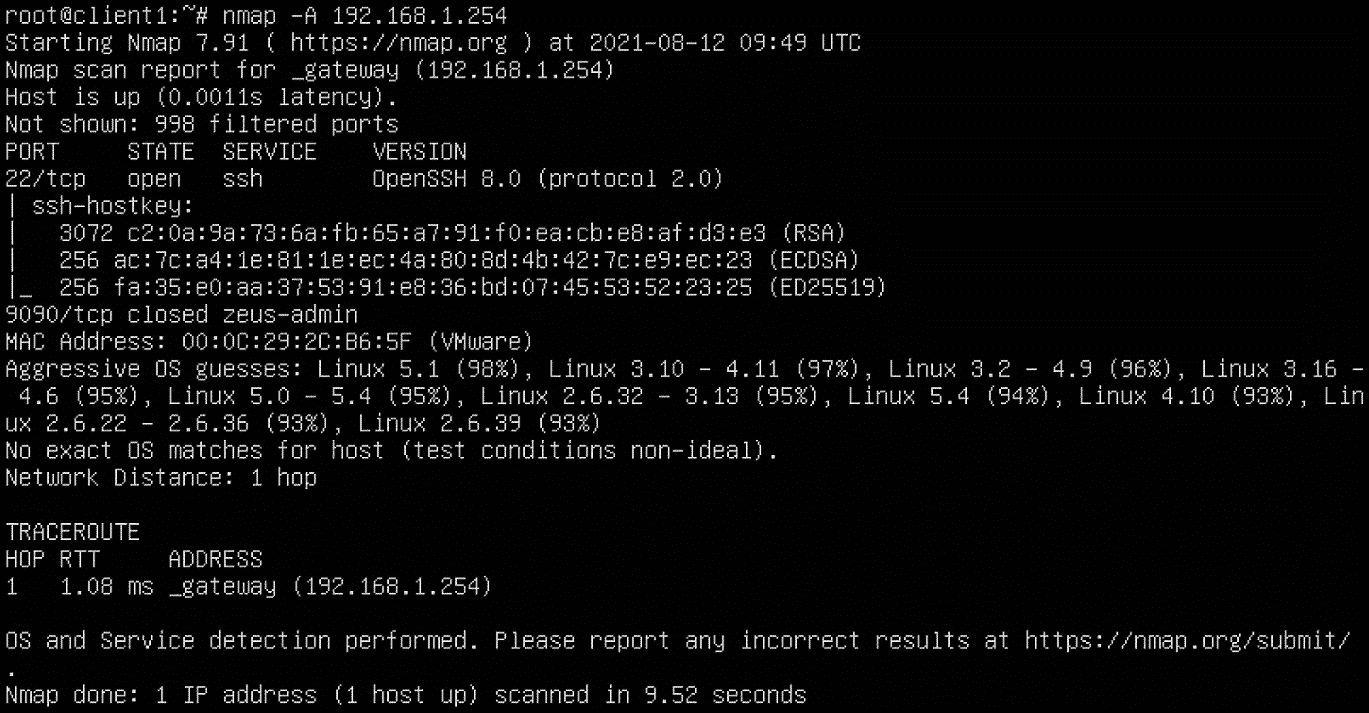 root@client1:~# nmap -A 192.168.1.254
Starting Nmap 7.91 ( https://nmap.org ) at 2021-08-12 09:49 UTC
Nmap scan report for _gateway (192.168.1.254)
Host is up (0.0011s latency).
Not shown: 998 filtered ports
PORT     STATE  SERVICE    VERSION
22/tcp   open   ssh        OpenSSH 8.0 (protocol 2.0)
| ssh-hostkey:
|   3072 c2:0a:9a:73:6a:fb:65:a7:91:f0:ea:cb:e8:af:d3:e3 (RSA)
|   256 ac:7c:a4:1e:81:1e:ec:4a:80:8d:4b:42:7c:e9:ec:23 (ECDSA)
|_  256 fa:35:e0:aa:37:53:91:e8:36:bd:07:45:53:52:23:25 (ED25519)
9090/tcp closed zeus-admin
MAC Address: 00:0C:29:2C:B6:5F (VMware)
Aggressive OS guesses: Linux 5.1 (98%), Linux 3.10 - 4.11 (97%), Linux 3.2 - 4.9 (96%), Linux 3.16 -
 4.6 (95%), Linux 5.0 - 5.4 (95%), Linux 2.6.32 - 3.13 (95%), Linux 5.4 (94%), Linux 4.10 (93%), Lin
ux 2.6.22 - 2.6.36 (93%), Linux 2.6.39 (93%)
No exact OS matches for host (test conditions non-ideal).
Network Distance: 1 hop

TRACEROUTE
HOP RTT     ADDRESS
1   1.08 ms _gateway (192.168.1.254)

OS and Service detection performed. Please report any incorrect results at https://nmap.org/submit/
.
Nmap done: 1 IP address (1 host up) scanned in 9.52 seconds